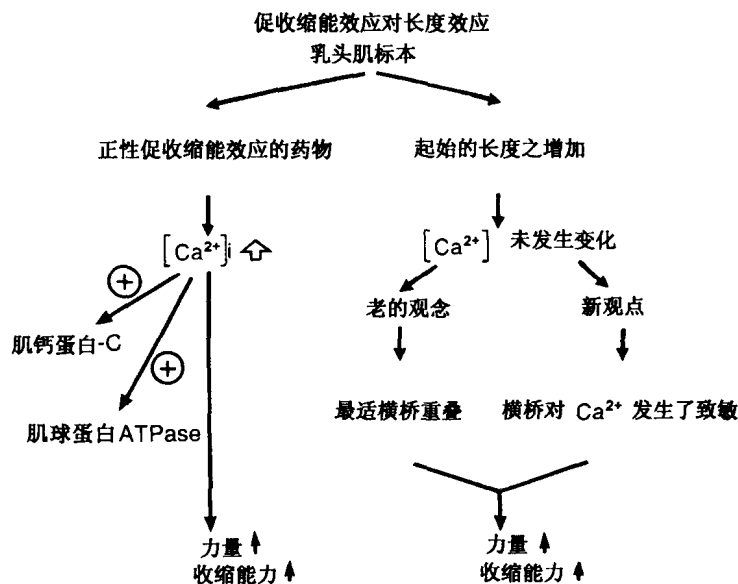 促收缩能效应对长度效应
乳头肌标本
正性促收缩能效应的药物
起始的长度之增加
[Ca²⁺]i
[Ca²⁺] 未发生变化
+
老的观念
新观点
肌钙蛋白-C
+
最适横桥重叠
横桥对 Ca²⁺ 发生了致敏
肌球蛋白ATPase
力量
收缩能力
力量
收缩能力